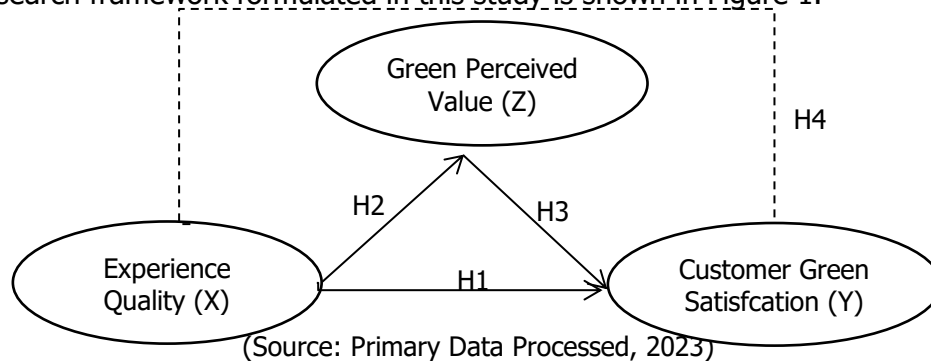 search framework formulated in this study is shown in Figure 1.
Green Perceived
Value (Z)
H4
H2
H3
Experience
Quality (X)
H1
Customer Green
Satisfcation (Y)
(Source: Primary Data Processed, 2023)